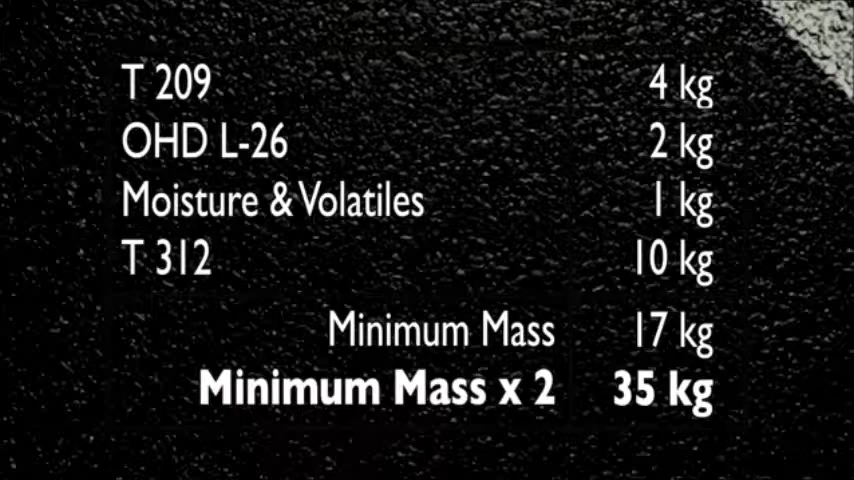 T 209 4 kg
OHD L-26 2 kg
Moisture & Volatiles 1 kg
T 312 10 kg
Minimum Mass 17 kg
Minimum Mass x 2 35 kg